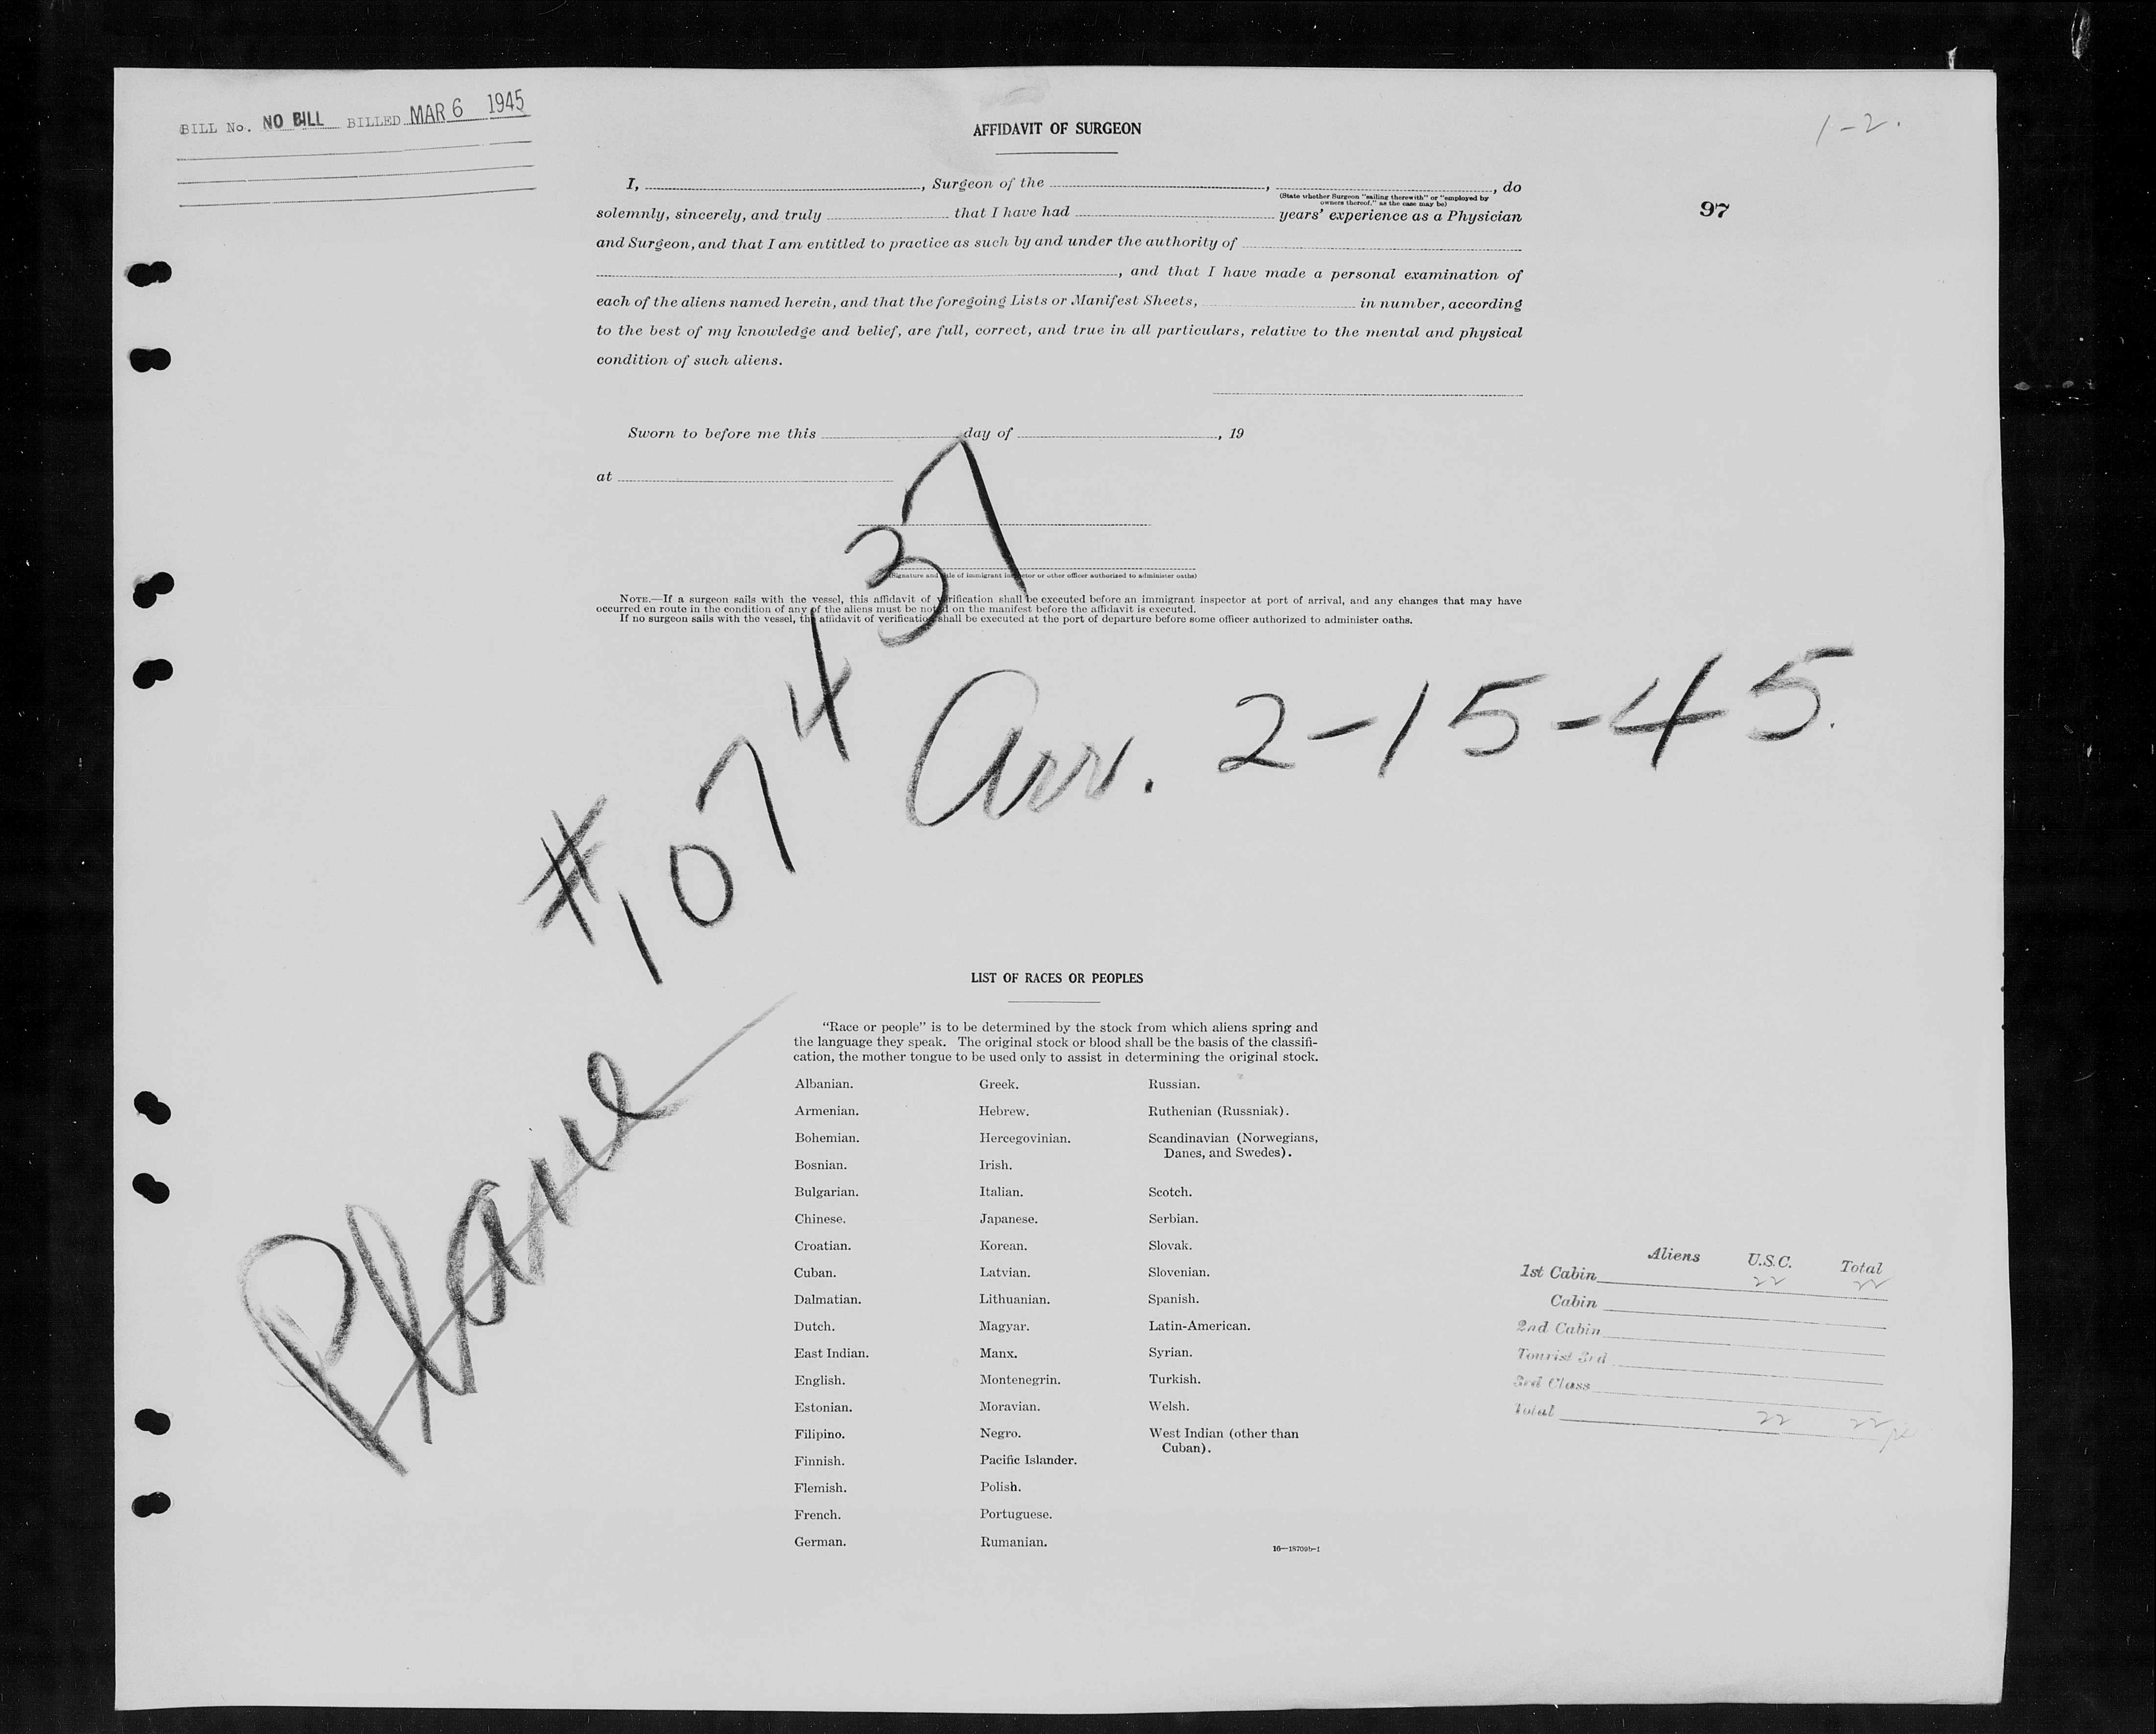 BILL No. NO BILL BILLED MAR 6 1945
1-2.
97
AFFIDAVIT OF SURGEON
I, , Surgeon of the , , do
(State whether Surgeon "sailing therewith" or "employed by
owners thereof," as the case may be)
solemnly, sincerely, and truly that I have had years' experience as a Physician
and Surgeon, and that I am entitled to practice as such by and under the authority of
, and that I have made a personal examination of
each of the aliens named herein, and that the foregoing Lists or Manifest Sheets, in number, according
to the best of my knowledge and belief, are full, correct, and true in all particulars, relative to the mental and physical
condition of such aliens.
Sworn to before me this day of , 19
at
(Signature and title of immigrant inspector or other officer authorized to administer oaths)
NOTE.—If a surgeon sails with the vessel, this affidavit of verification shall be executed before an immigrant inspector at port of arrival, and any changes that may have
occurred en route in the condition of any of the aliens must be noted on the manifest before the affidavit is executed.
If no surgeon sails with the vessel, the affidavit of verification shall be executed at the port of departure before some officer authorized to administer oaths.
Plane #107437
Arr. 2-15-45.
LIST OF RACES OR PEOPLES
"Race or people" is to be determined by the stock from which aliens spring and
the language they speak. The original stock or blood shall be the basis of the classifi-
cation, the mother tongue to be used only to assist in determining the original stock.
Albanian. Greek. Russian.
Armenian. Hebrew. Ruthenian (Russniak).
Bohemian. Hercegovinian. Scandinavian (Norwegians,
Danes, and Swedes).
Bosnian. Irish.
Bulgarian. Italian. Scotch.
Chinese. Japanese. Serbian.
Croatian. Korean. Slovak.
Cuban. Latvian. Slovenian.
Dalmatian. Lithuanian. Spanish.
Dutch. Magyar. Latin-American.
East Indian. Manx. Syrian.
English. Montenegrin. Turkish.
Estonian. Moravian. Welsh.
Filipino. Negro. West Indian (other than
Cuban).
Finnish. Pacific Islander.
Flemish. Polish.
French. Portuguese.
German. Rumanian.
16—18709b-1
Aliens U.S.C. Total
1st Cabin 22 22
Cabin
2nd Cabin
Tourist 3rd
3rd Class
Total 22 22